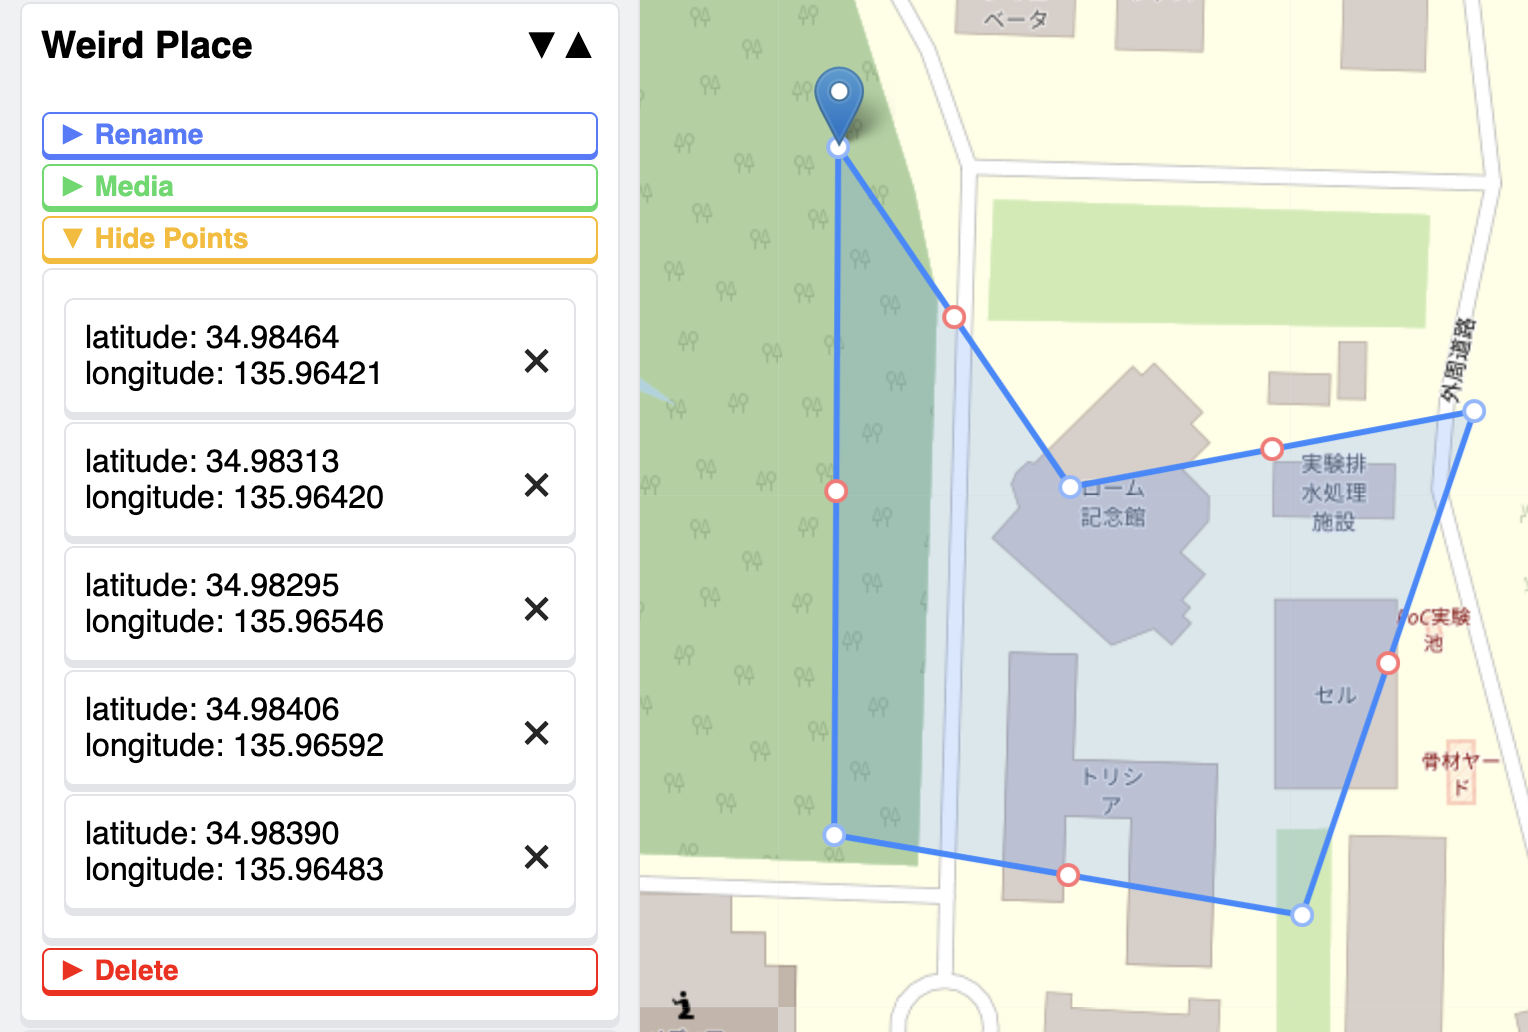 Weird Place ▼▲
▶ Rename
▶ Media
▼ Hide Points
latitude: 34.98464
longitude: 135.96421
×
latitude: 34.98313
longitude: 135.96420
×
latitude: 34.98295
longitude: 135.96546
×
latitude: 34.98406
longitude: 135.96592
×
latitude: 34.98390
longitude: 135.96483
×
▶ Delete
ベータ
外周道路
実験排
水処理
施設
ローム
記念館
PoC実験
池
セル
骨材ヤー
ド
トリシ
ア